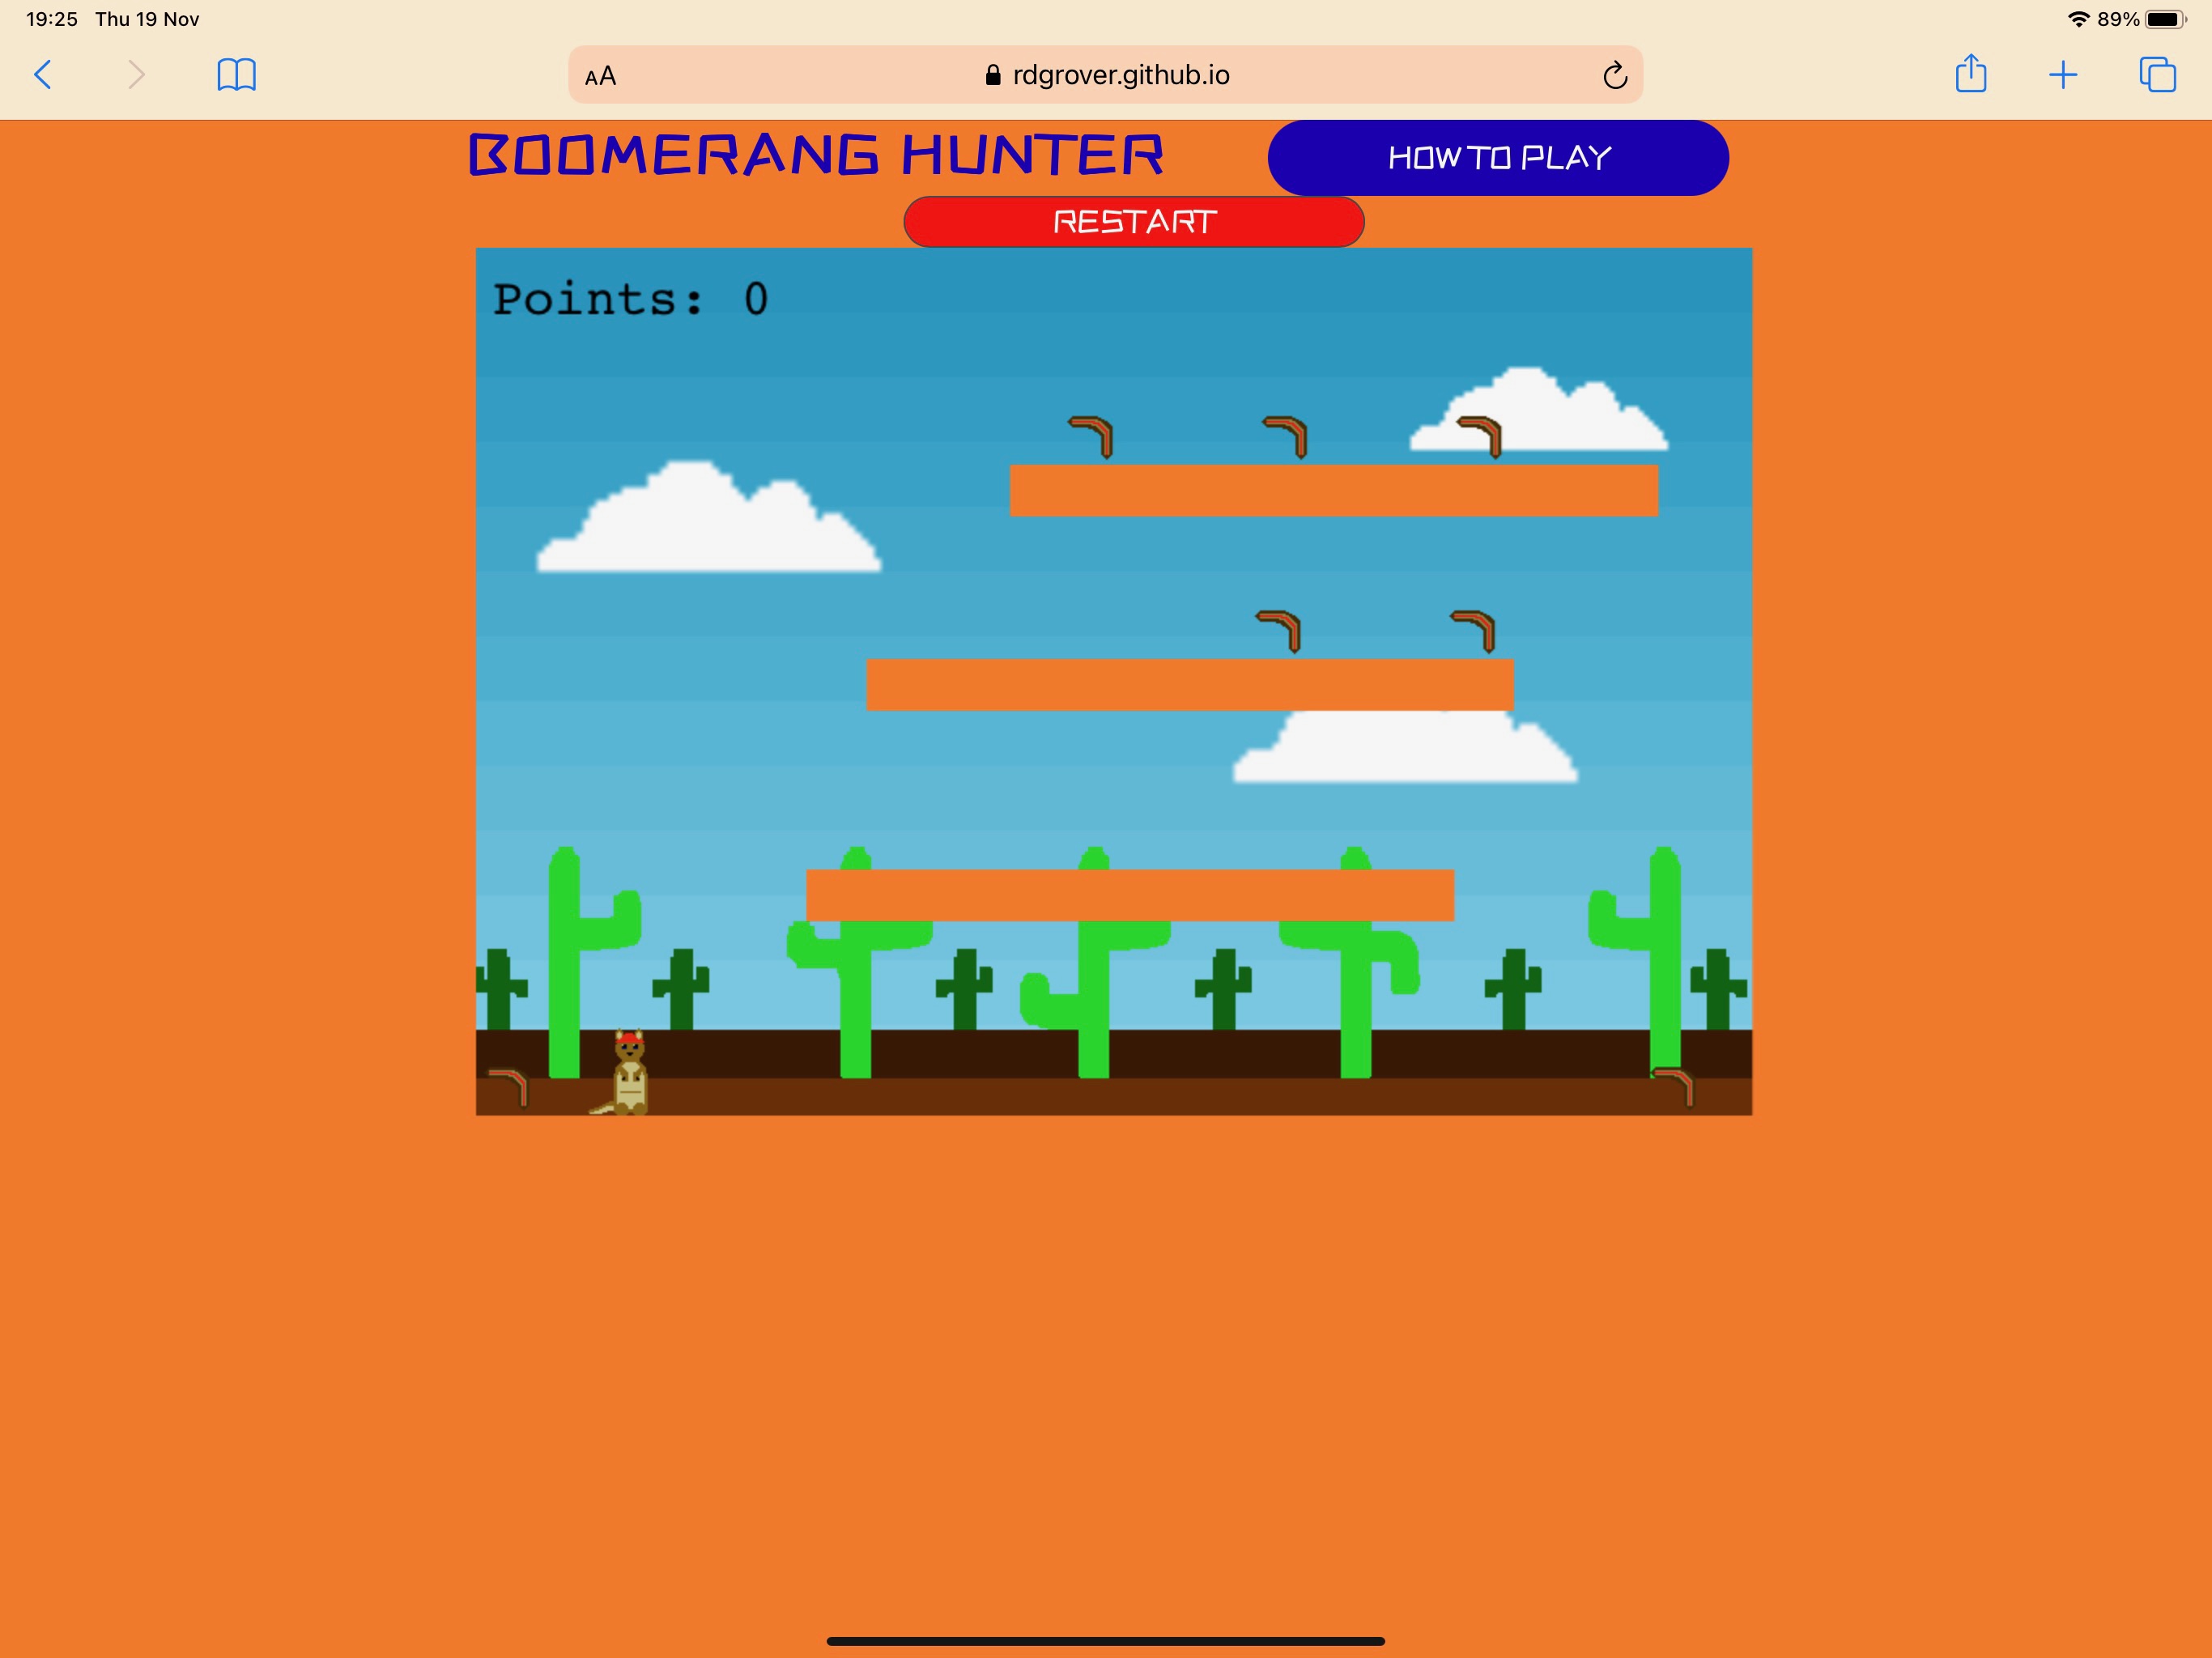 19:25 Thu 19 Nov
89%
AA
rdgrover.github.io
BOOMERANG HUNTER
HOW TO PLAY
RESTART
Points: 0